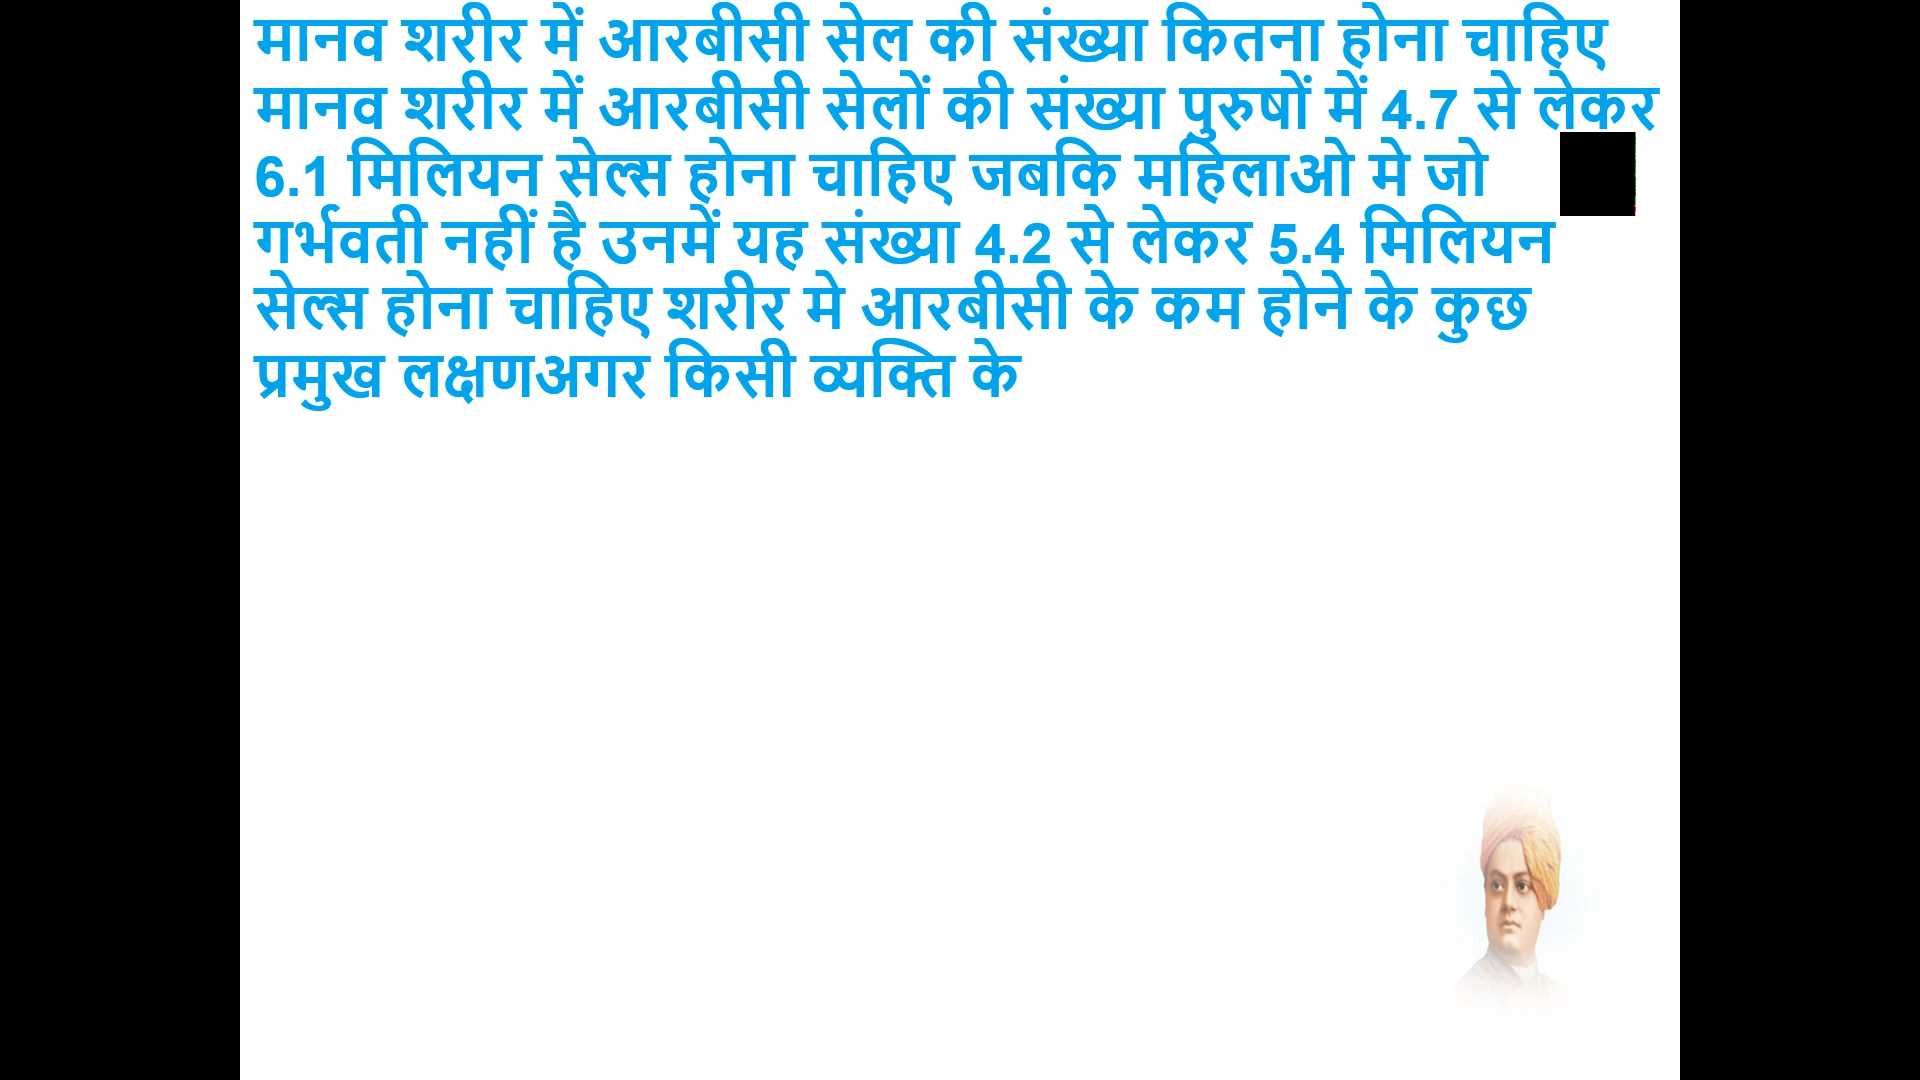 मानव शरीर में आरबीसी सेल की संख्या कितना होना चाहिए
मानव शरीर में आरबीसी सेलों की संख्या पुरुषों में 4.7 से लेकर
6.1 मिलियन सेल्स होना चाहिए जबकि महिलाओ मे जो
गर्भवती नहीं है उनमें यह संख्या 4.2 से लेकर 5.4 मिलियन
सेल्स होना चाहिए शरीर मे आरबीसी के कम होने के कुछ
प्रमुख लक्षणअगर किसी व्यक्ति के